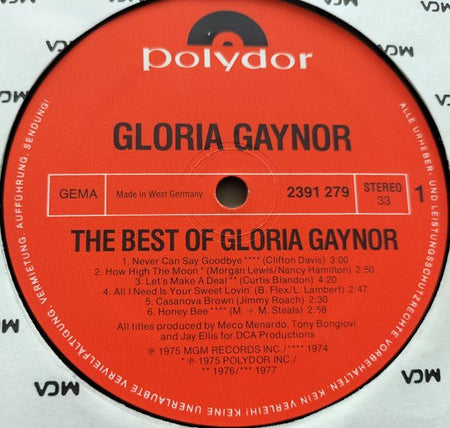 polydor
GLORIA GAYNOR
GEMA
Made in West Germany
2391 279
STEREO
33
1
THE BEST OF GLORIA GAYNOR
1. Never Can Say Goodbye **** (Clifton Davis) 3:00
2. How High The Moon * (Morgan Lewis/Nancy Hamilton) 2:50
3. Let's Make A Deal ** (Curtis Blandon) 4:21
4. All I Need Is Your Sweet Lovin' (B. Flex/L. Lambert) 2:47
5. Casanova Brown (Jimmy Roach) 2:30
6. Honey Bee **** (M. + M. Steals) 2:58
All titles produced by Meco Menardo, Tony Bongiovi
and Jay Ellis for DCA Productions
℗ 1975 MGM RECORDS INC./**** 1974
* ℗ 1975 POLYDOR INC./
** 1976/*** 1977
ALLE URHEBER- UND LEISTUNGSSCHUTZRECHTE VORBEHALTEN KEIN VERLEIH! KEINE UNERLAUBTE VERVIELFÄLTIGUNG, VERMIETUNG, AUFFÜHRUNG, SENDUNG!
MCA
MCA
MCA
MCA
MCA
MCA